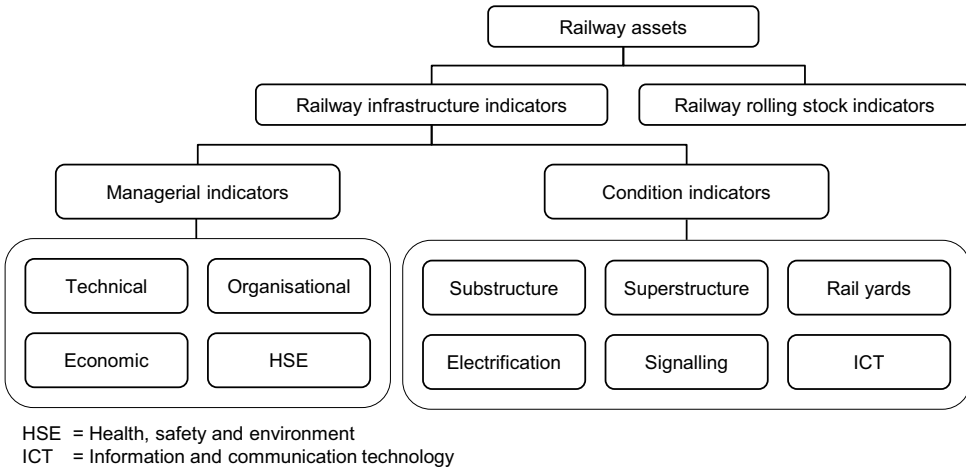 Railway assets
Railway infrastructure indicators
Railway rolling stock indicators
Managerial indicators
Condition indicators
Technical
Organisational
Economic
HSE
Substructure
Superstructure
Rail yards
Electrification
Signalling
ICT
HSE = Health, safety and environment
ICT = Information and communication technology